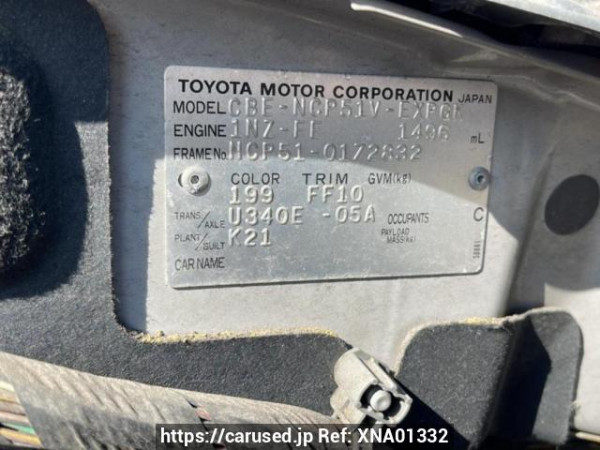 TOYOTA MOTOR CORPORATION JAPAN
MODEL CBE-NCP51V-EXPGK
ENGINE 1NZ-FE 1496 mL
FRAME No. NCP51-0172632
COLOR TRIM GVM(kg)
199 FF10
TRANS/AXLE U340E -05A OCCUPANTS C
PLANT/BUILT K21 PAYLOAD MASS(kg)
CAR NAME
https://carused.jp Ref: XNA01332